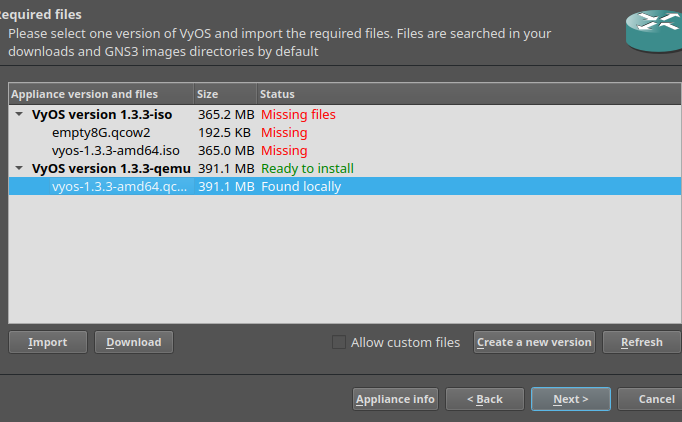 Required files
Please select one version of VyOS and import the required files. Files are searched in your
downloads and GNS3 images directories by default
Appliance version and files Size Status
VyOS version 1.3.3-iso 365.2 MB Missing files
empty8G.qcow2 192.5 KB Missing
vyos-1.3.3-amd64.iso 365.0 MB Missing
VyOS version 1.3.3-qemu 391.1 MB Ready to install
vyos-1.3.3-amd64.qc... 391.1 MB Found locally
Import Download Allow custom files Create a new version Refresh
Appliance info < Back Next > Cancel